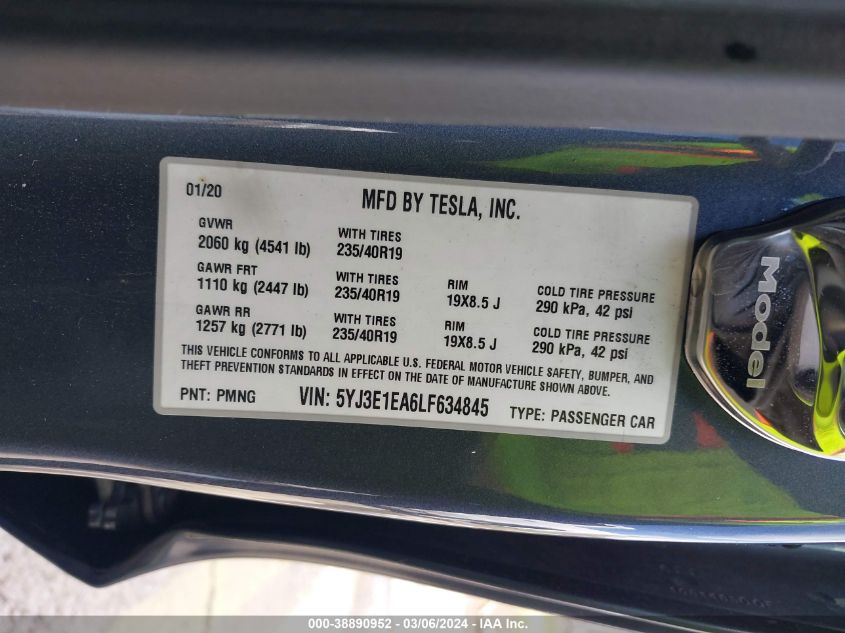 01/20
MFD BY TESLA, INC.
GVWR
2060 kg (4541 lb)
WITH TIRES
235/40R19
GAWR FRT
1110 kg (2447 lb)
WITH TIRES
235/40R19
RIM
19X8.5 J
COLD TIRE PRESSURE
290 kPa, 42 psi
GAWR RR
1257 kg (2771 lb)
WITH TIRES
235/40R19
RIM
19X8.5 J
COLD TIRE PRESSURE
290 kPa, 42 psi
THIS VEHICLE CONFORMS TO ALL APPLICABLE U.S. FEDERAL MOTOR VEHICLE SAFETY, BUMPER, AND
THEFT PREVENTION STANDARDS IN EFFECT ON THE DATE OF MANUFACTURE SHOWN ABOVE.
PNT: PMNG
VIN: 5YJ3E1EA6LF634845
TYPE: PASSENGER CAR
Model
000-38890952 — 03/06/2024 — IAA Inc.